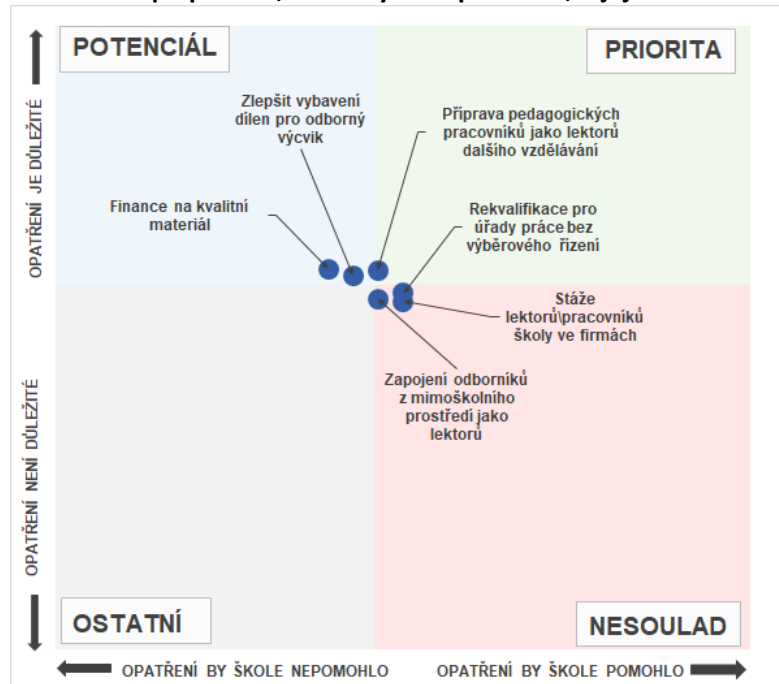 POTENCIÁL
PRIORITA
Zlepšit vybavení
dílen pro odborný
výcvik
Příprava pedagogických
pracovníků jako lektorů
dalšího vzdělávání
Finance na kvalitní
materiál
Rekvalifikace pro
úřady práce bez
výběrového řízení
Stáže
lektorů\pracovníků
školy ve firmách
Zapojení odborníků
z mimoškolního
prostředí jako
lektorů
OPATŘENÍ JE DŮLEŽITÉ
OPATŘENÍ NENÍ DŮLEŽITÉ
OSTATNÍ
NESOULAD
OPATŘENÍ BY ŠKOLE NEPOMOHLO
OPATŘENÍ BY ŠKOLE POMOHLO